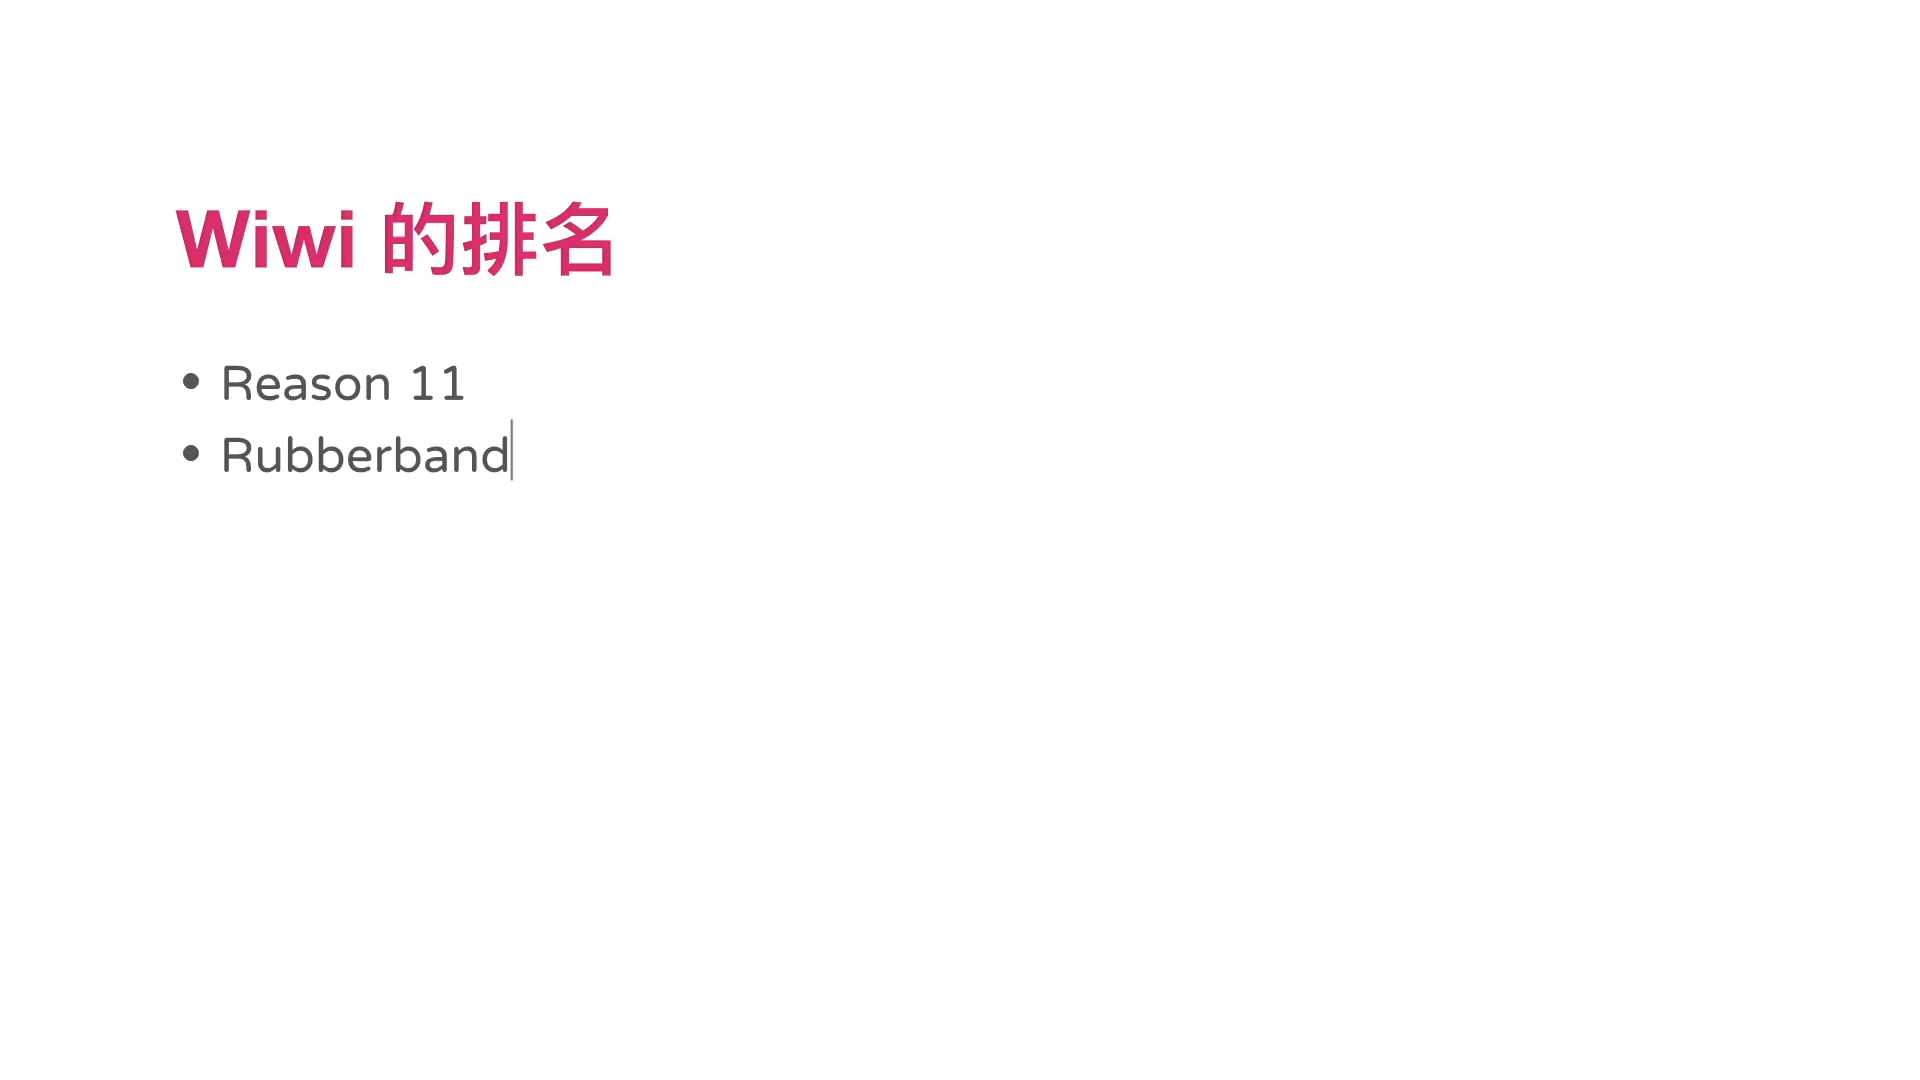 Wiwi 的排名
• Reason 11
• Rubberband